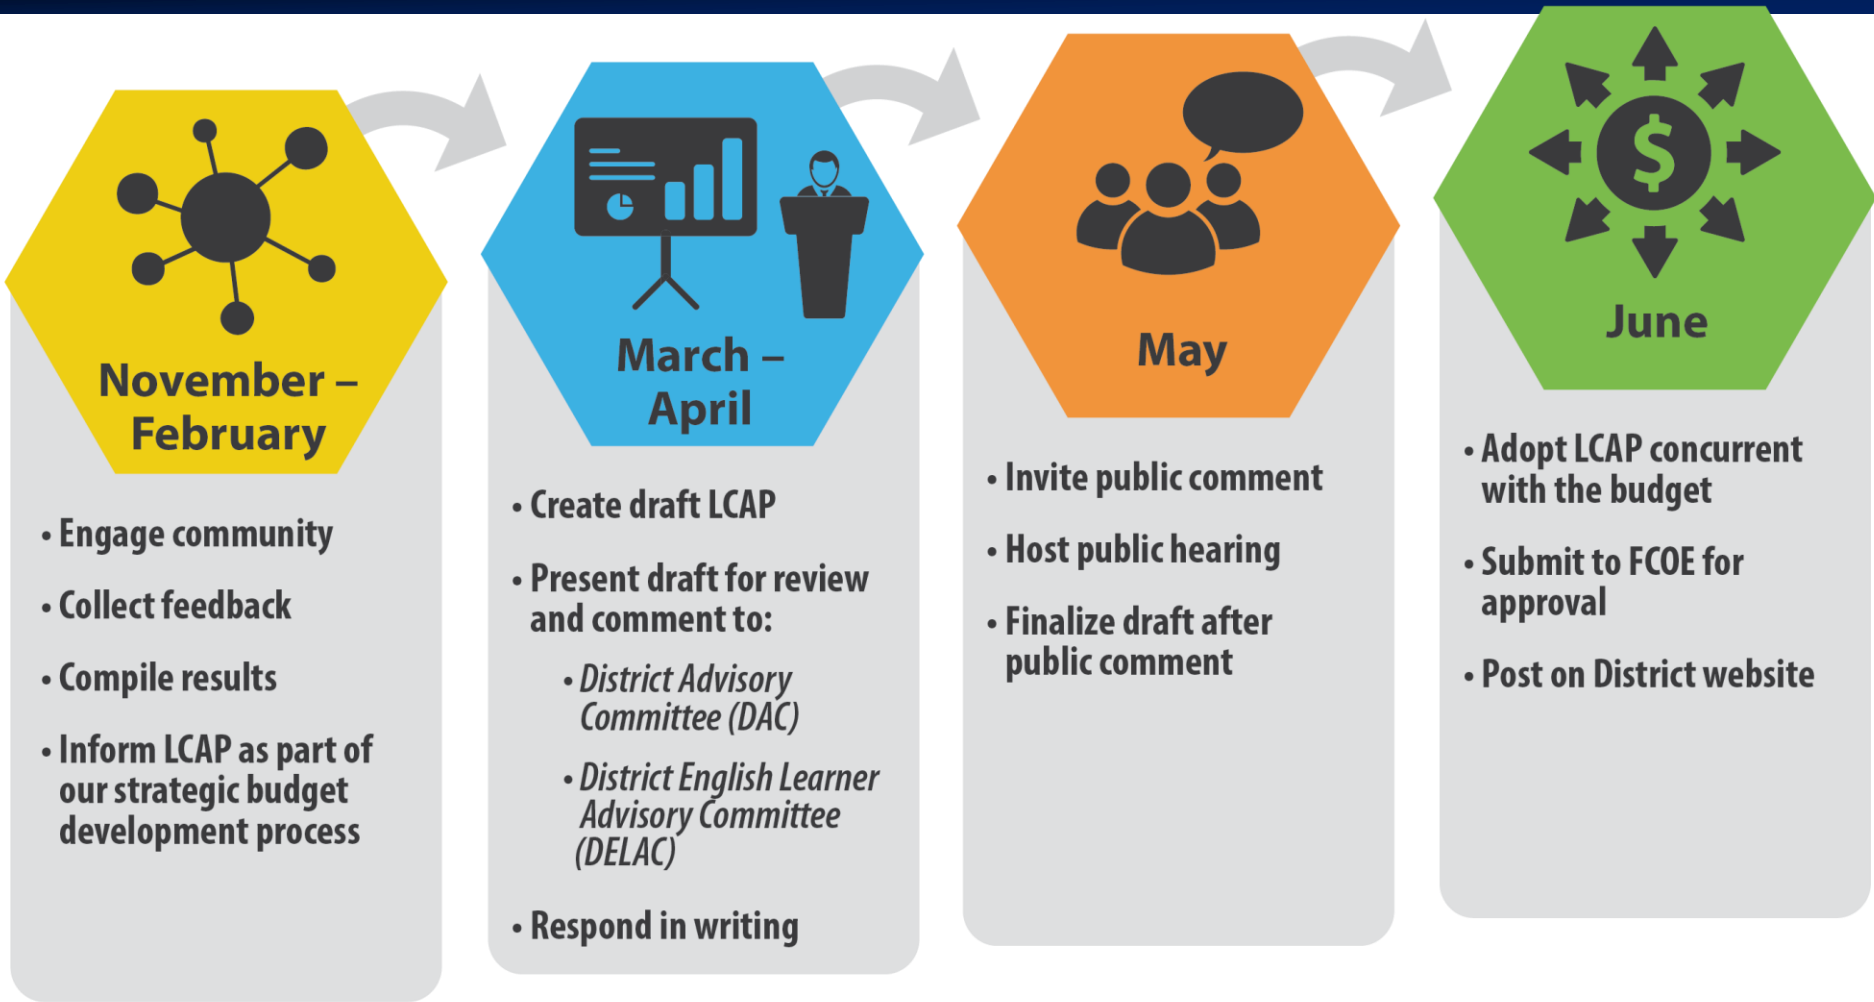 November –
February
• Engage community
• Collect feedback
• Compile results
• Inform LCAP as part of
our strategic budget
development process
March –
April
• Create draft LCAP
• Present draft for review
and comment to:
• District Advisory
Committee (DAC)
• District English Learner
Advisory Committee
(DELAC)
• Respond in writing
May
• Invite public comment
• Host public hearing
• Finalize draft after
public comment
$
June
• Adopt LCAP concurrent
with the budget
• Submit to FCOE for
approval
• Post on District website